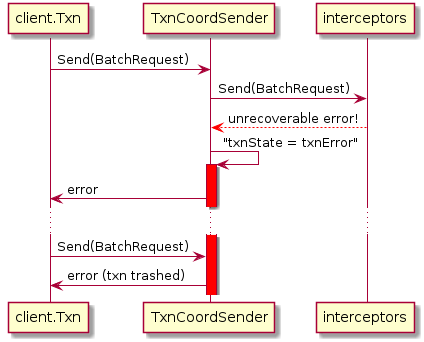 client.Txn
TxnCoordSender
interceptors
Send(BatchRequest)
Send(BatchRequest)
unrecoverable error!
"txnState = txnError"
error
Send(BatchRequest)
error (txn trashed)
client.Txn
TxnCoordSender
interceptors